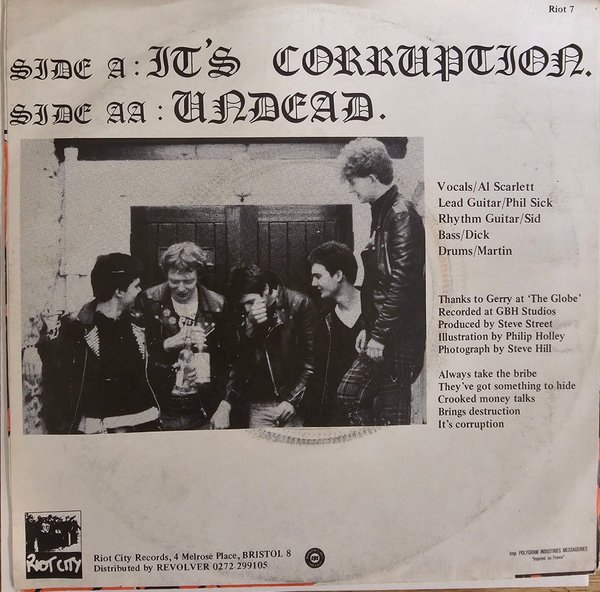 Riot 7
SIDE A: IT'S CORRUPTION.
SIDE AA: UNDEAD.
Vocals/Al Scarlett
Lead Guitar/Phil Sick
Rhythm Guitar/Sid
Bass/Dick
Drums/Martin
Thanks to Gerry at 'The Globe'
Recorded at GBH Studios
Produced by Steve Street
Illustration by Philip Holley
Photograph by Steve Hill
Always take the bribe
They've got something to hide
Crooked money talks
Brings destruction
It's corruption
RIOT CITY
Riot City Records, 4 Melrose Place, BRISTOL 8
Distributed by REVOLVER 0272 299105
Imp. POLYGRAM INDUSTRIES MESSAGERIES
"Imprimé en France"